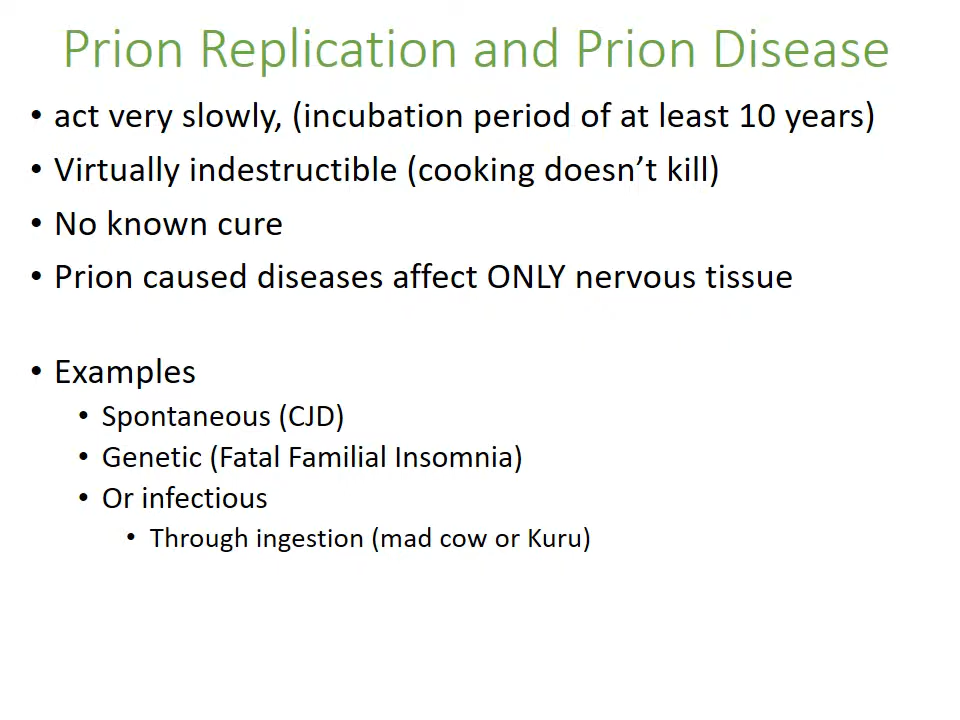 Prion Replication and Prion Disease
• act very slowly, (incubation period of at least 10 years)
• Virtually indestructible (cooking doesn’t kill)
• No known cure
• Prion caused diseases affect ONLY nervous tissue
• Examples
• Spontaneous (CJD)
• Genetic (Fatal Familial Insomnia)
• Or infectious
• Through ingestion (mad cow or Kuru)